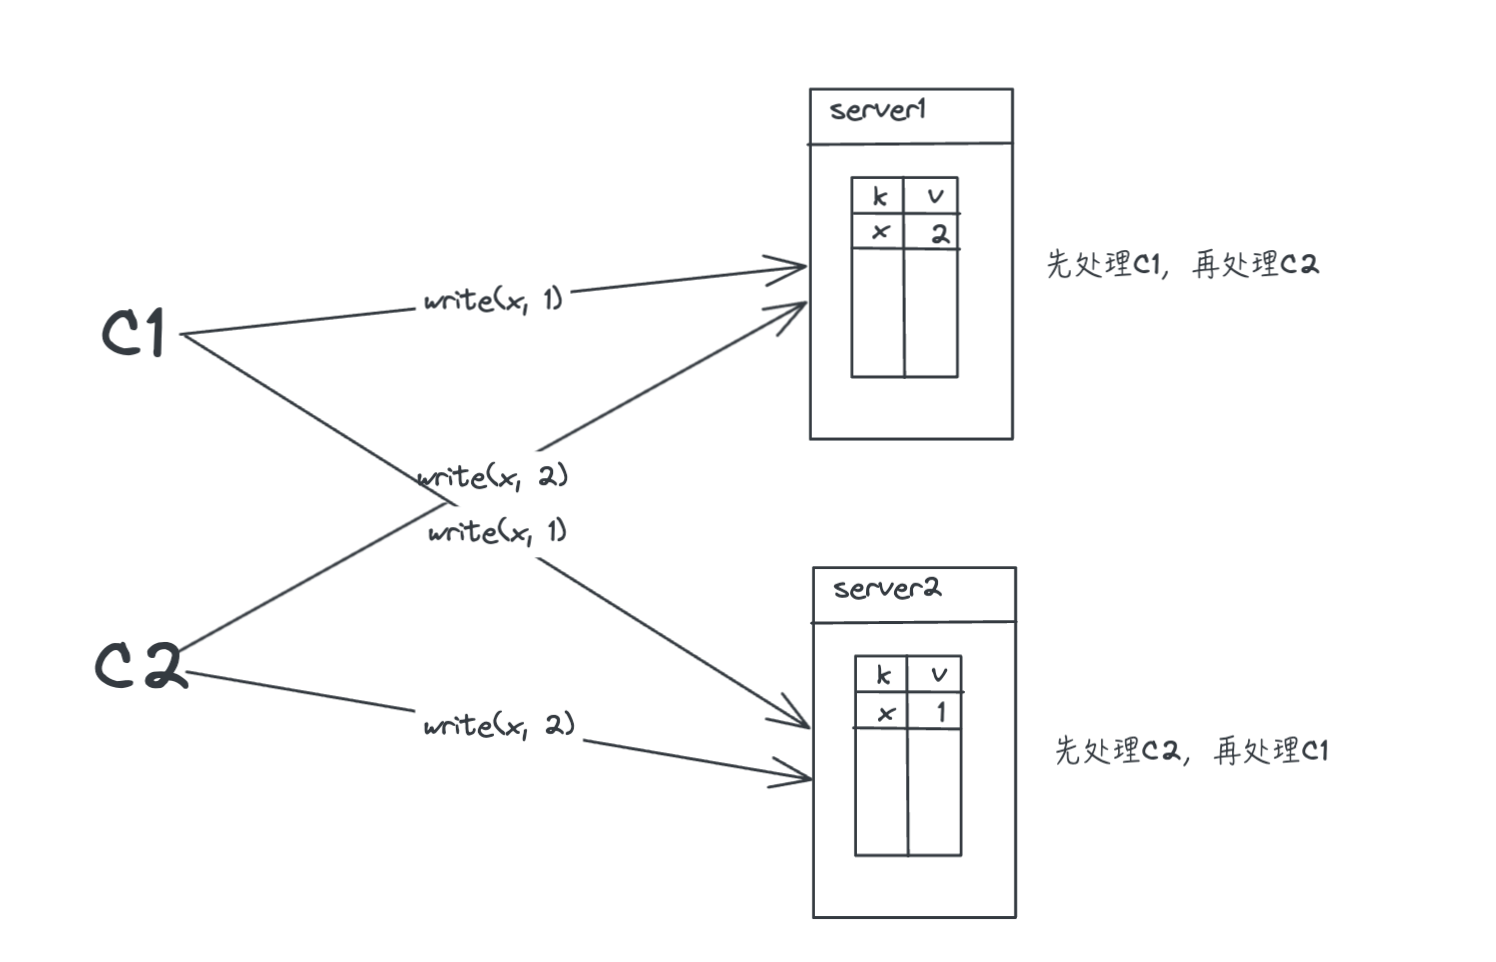 server1
k v
x 2
先处理C1，再处理C2
write(x, 1)
C1
write(x, 2)
write(x, 1)
server2
C2
k v
x 1
write(x, 2)
先处理C2，再处理C1